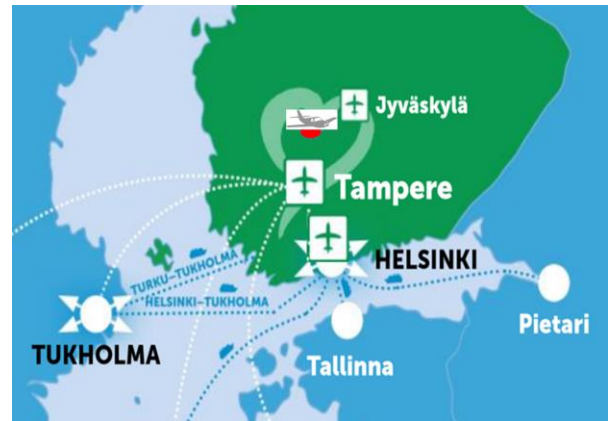 Jyväskylä
Tampere
HELSINKI
TURKU–TUKHOLMA
HELSINKI–TUKHOLMA
TUKHOLMA
Tallinna
Pietari